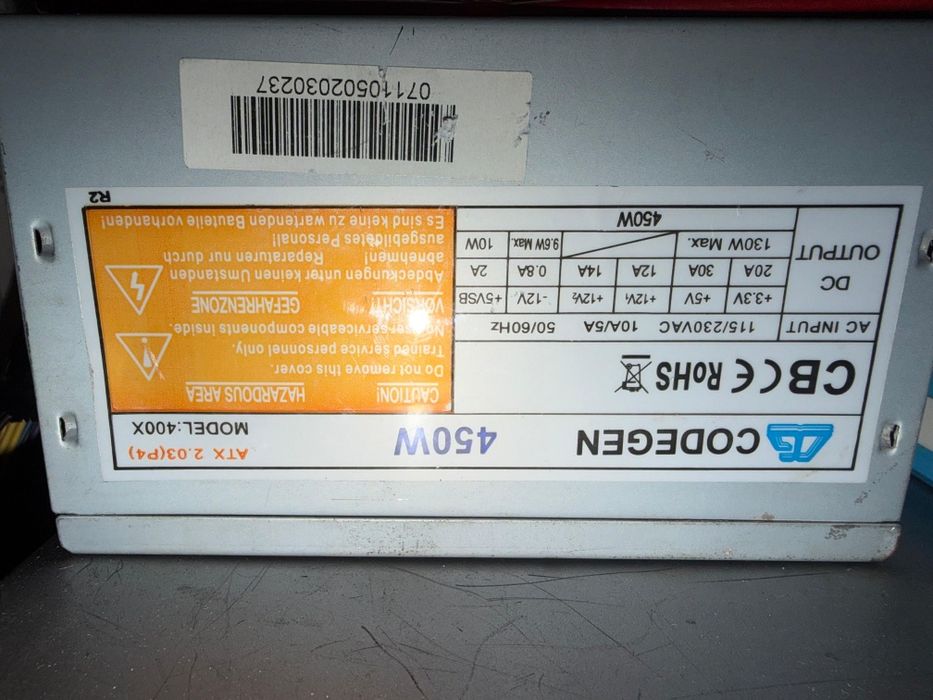 CODEGEN 450W
ATX 2.03(P4)
MODEL:400X
CB CE RoHS
AC INPUT 115/230VAC 10A/5A 50/60Hz
DC OUTPUT
+3.3V +5V +12V1 +12V2 -12V +5VSB
20A 30A 12A 14A 0.8A 2A
130W Max. 9.6W Max. 10W
450W
CAUTION! HAZARDOUS AREA
Do not remove this cover.
Trained service personnel only.
No user serviceable components inside.
VORSICHT! GEFAHRENZONE
Abdeckungen unter keinen Umstanden
abnehmen! Reparaturen nur durch
ausgebildates Personal!
Es sind keine zu wartenden Bauteile vorhanden!
R2
07110502030237